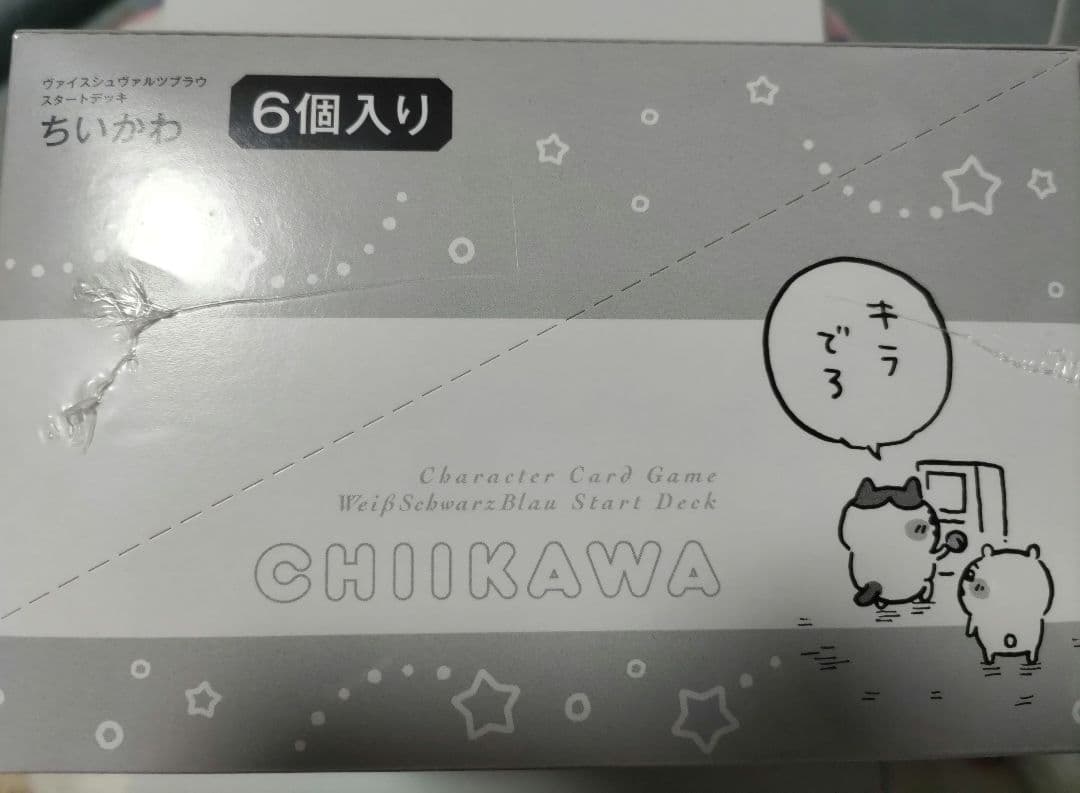 ヴァイスシュヴァルツブラウ
スタートデッキ
ちいかわ
6個入り
キラ
でろ
Character Card Game
WeißSchwarzBlau Start Deck
CHIIKAWA